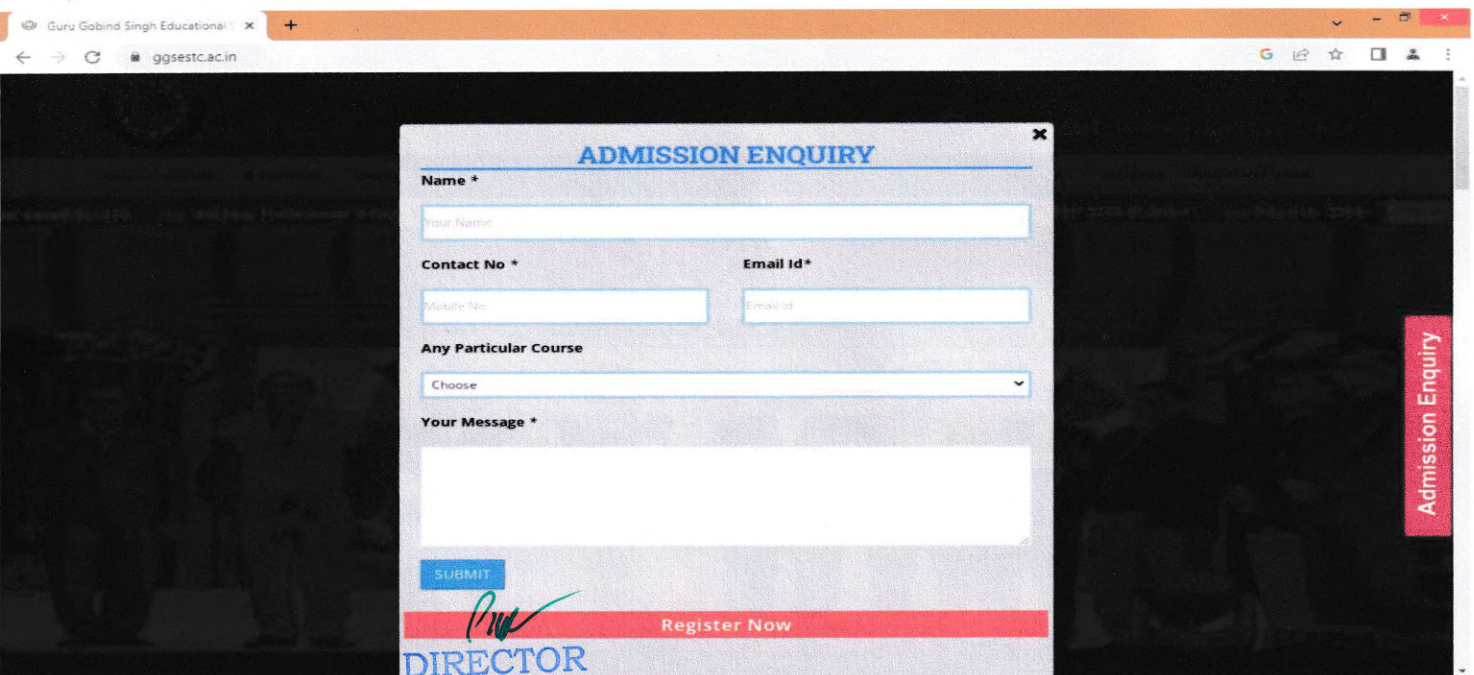 Guru Gobind Singh Educational
ggsestc.ac.in
ADMISSION ENQUIRY
Name *
Your Name
Contact No * Email Id*
Mobile No Email Id
Any Particular Course
Choose
Your Message *
SUBMIT
Register Now
DIRECTOR
Admission Enquiry